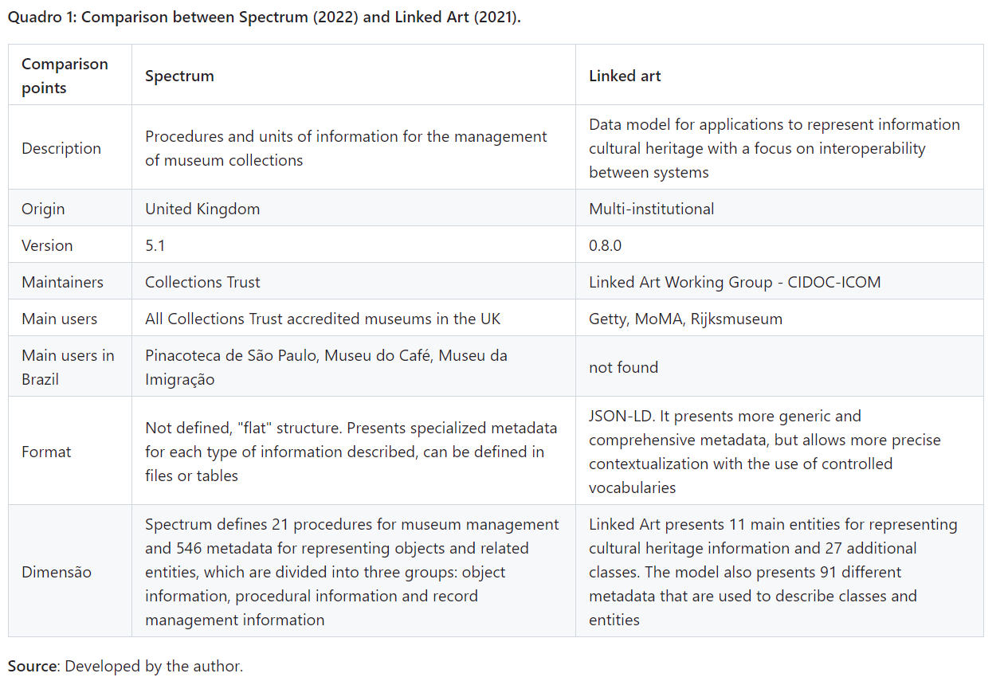 Quadro 1: Comparison between Spectrum (2022) and Linked Art (2021).
Comparison
points
Spectrum
Linked art
Description
Procedures and units of information for the management
of museum collections
Data model for applications to represent information
cultural heritage with a focus on interoperability
between systems
Origin
United Kingdom
Multi-institutional
Version
5.1
0.8.0
Maintainers
Collections Trust
Linked Art Working Group - CIDOC-ICOM
Main users
All Collections Trust accredited museums in the UK
Getty, MoMA, Rijksmuseum
Main users in
Brazil
Pinacoteca de São Paulo, Museu do Café, Museu da
Imigração
not found
Format
Not defined, "flat" structure. Presents specialized metadata
for each type of information described, can be defined in
files or tables
JSON-LD. It presents more generic and
comprehensive metadata, but allows more precise
contextualization with the use of controlled
vocabularies
Dimensão
Spectrum defines 21 procedures for museum management
and 546 metadata for representing objects and related
entities, which are divided into three groups: object
information, procedural information and record
management information
Linked Art presents 11 main entities for representing
cultural heritage information and 27 additional
classes. The model also presents 91 different
metadata that are used to describe classes and
entities
Source: Developed by the author.